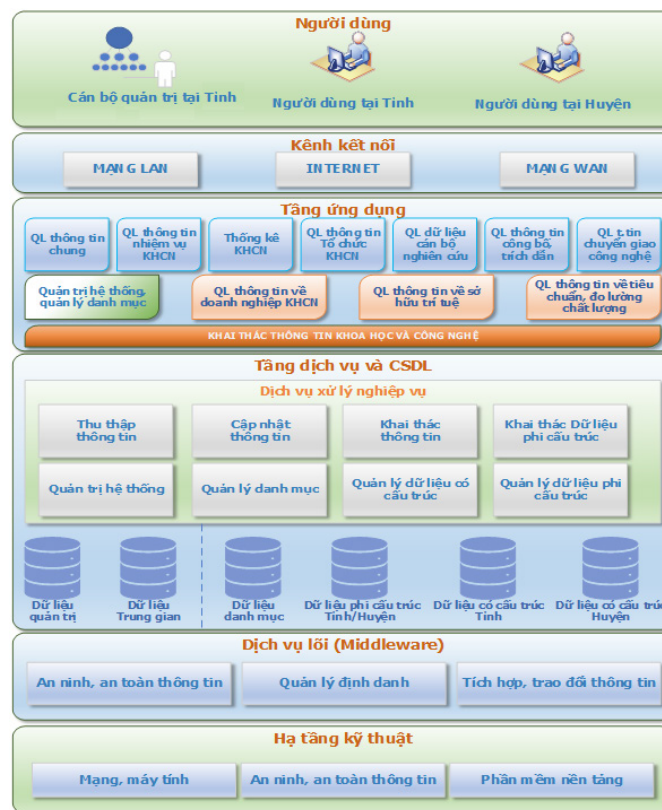 Người dùng
Cán bộ quản trị tại Tỉnh
Người dùng tại Tỉnh
Người dùng tại Huyện
Kênh kết nối
MẠNG LAN
INTERNET
MẠNG WAN
Tầng ứng dụng
QL thông tin
chung
QL thông tin
nhiệm vụ
KHCN
Thống kê
KHCN
QL thông tin
Tổ chức
KHCN
QL dữ liệu
cán bộ
nghiên cứu
QL thông tin
công bố,
trích dẫn
QL t.tin
chuyển giao
công nghệ
Quản trị hệ thống,
quản lý danh mục
QL thông tin về
doanh nghiệp KHCN
QL thông tin về sở
hữu trí tuệ
QL thông tin về tiêu
chuẩn, đo lường
chất lượng
KHAI THÁC THÔNG TIN KHOA HỌC VÀ CÔNG NGHỆ
Tầng dịch vụ và CSDL
Dịch vụ xử lý nghiệp vụ
Thu thập
thông tin
Cập nhật
thông tin
Khai thác
thông tin
Khai thác Dữ liệu
phi cấu trúc
Quản trị hệ thống
Quản lý danh mục
Quản lý dữ liệu có
cấu trúc
Quản lý dữ liệu phi
cấu trúc
Dữ liệu
quản trị
Dữ liệu
Trung gian
Dữ liệu
danh mục
Dữ liệu phi cấu trúc
Tỉnh/Huyện
Dữ liệu có cấu trúc
Tỉnh
Dữ liệu có cấu trúc
Huyện
Dịch vụ lõi (Middleware)
An ninh, an toàn thông tin
Quản lý định danh
Tích hợp, trao đổi thông tin
Hạ tầng kỹ thuật
Mạng, máy tính
An ninh, an toàn thông tin
Phần mềm nền tảng